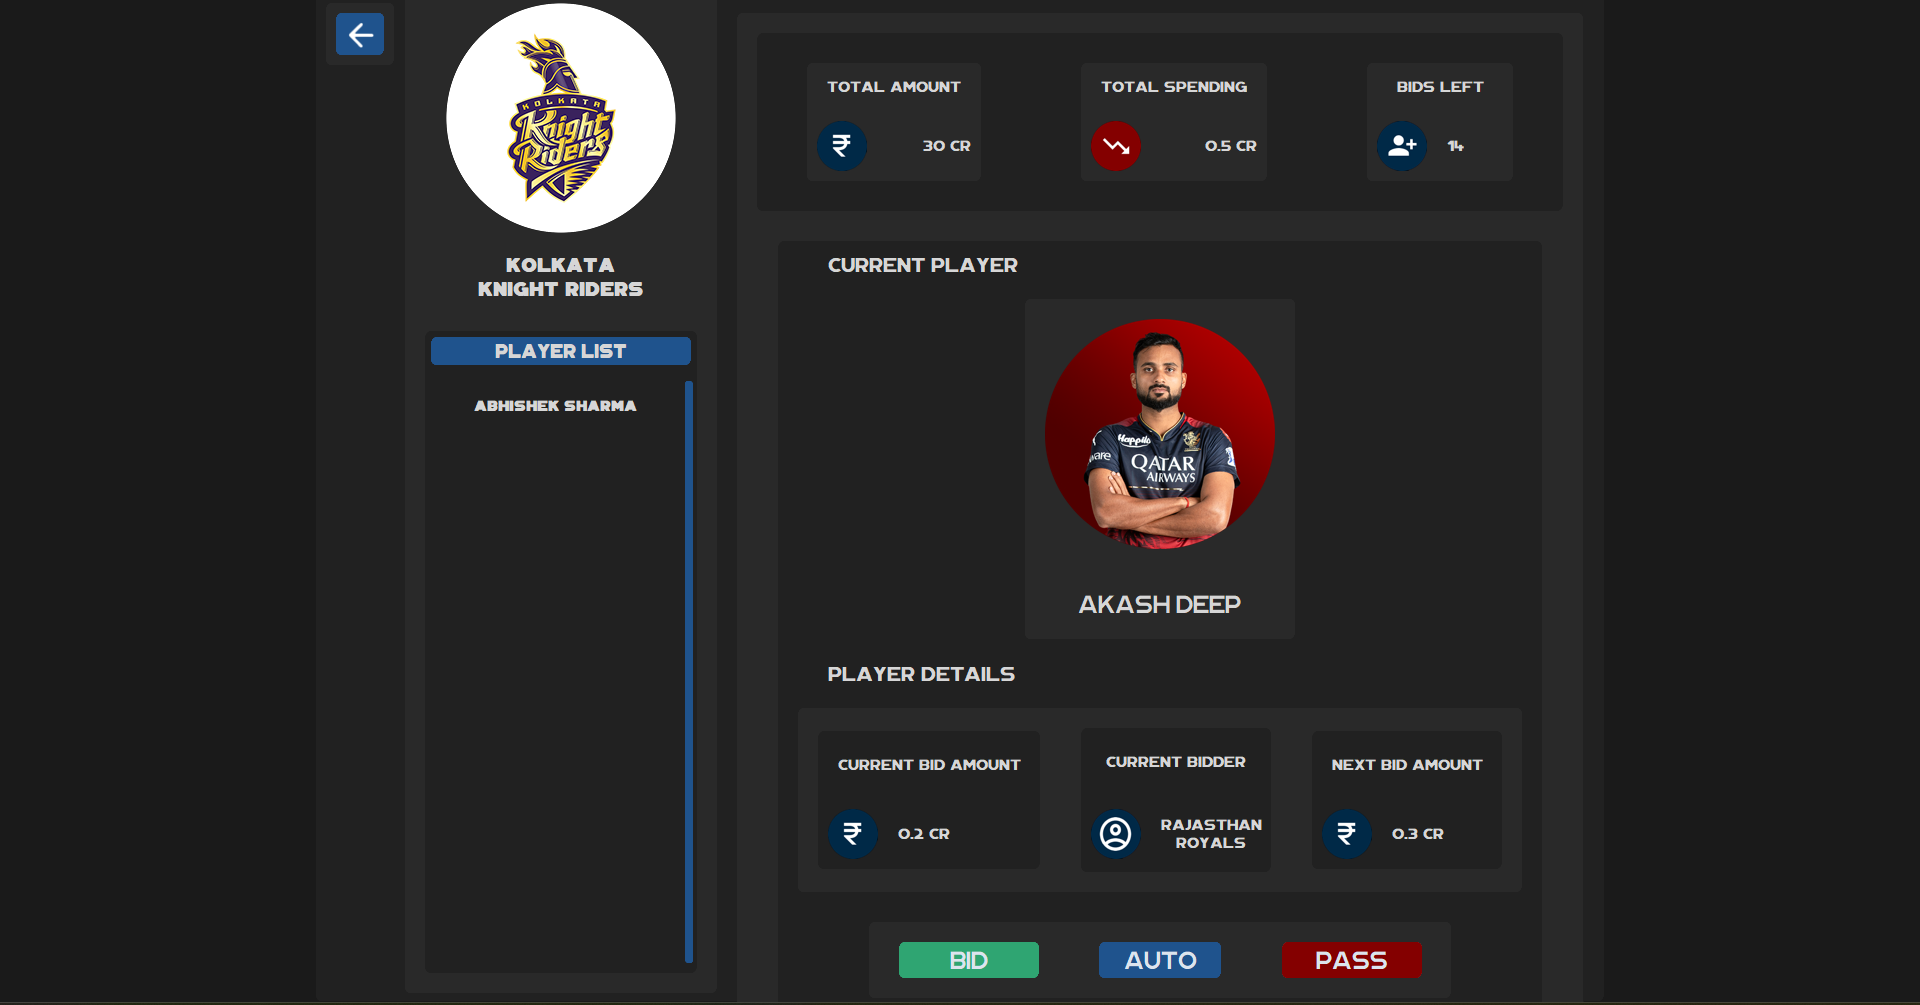 KOLKATA
Knight
Riders
KOLKATA
KNIGHT RIDERS
PLAYER LIST
ABHISHEK SHARMA
TOTAL AMOUNT
30 CR
TOTAL SPENDING
0.5 CR
BIDS LEFT
14
CURRENT PLAYER
Happilo
ware
QATAR
AIRWAYS
AKASH DEEP
PLAYER DETAILS
CURRENT BID AMOUNT
₹ 0.2 CR
CURRENT BIDDER
RAJASTHAN
ROYALS
NEXT BID AMOUNT
₹ 0.3 CR
BID
AUTO
PASS